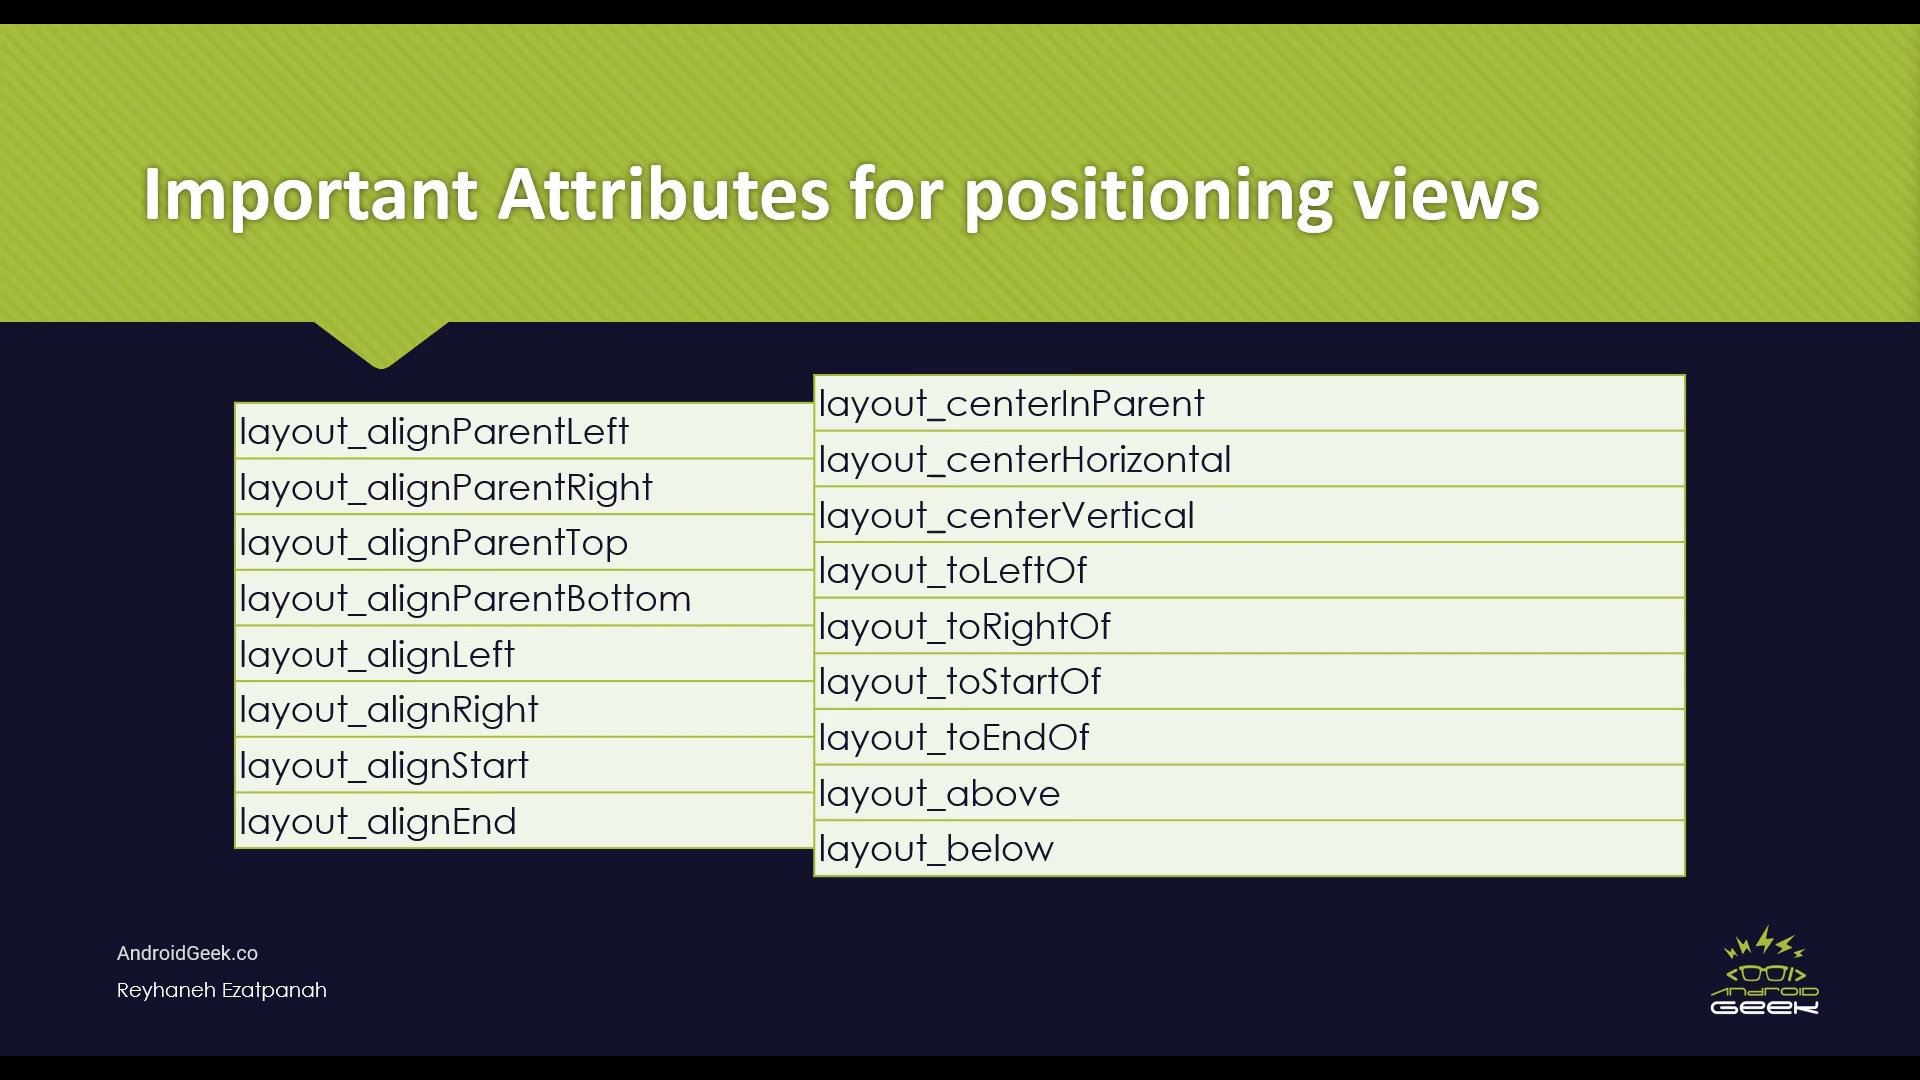 Important Attributes for positioning views
layout_alignParentLeft
layout_alignParentRight
layout_alignParentTop
layout_alignParentBottom
layout_alignLeft
layout_alignRight
layout_alignStart
layout_alignEnd
layout_centerInParent
layout_centerHorizontal
layout_centerVertical
layout_toLeftOf
layout_toRightOf
layout_toStartOf
layout_toEndOf
layout_above
layout_below
AndroidGeek.co
Reyhaneh Ezatpanah
ANDROID
GEEK